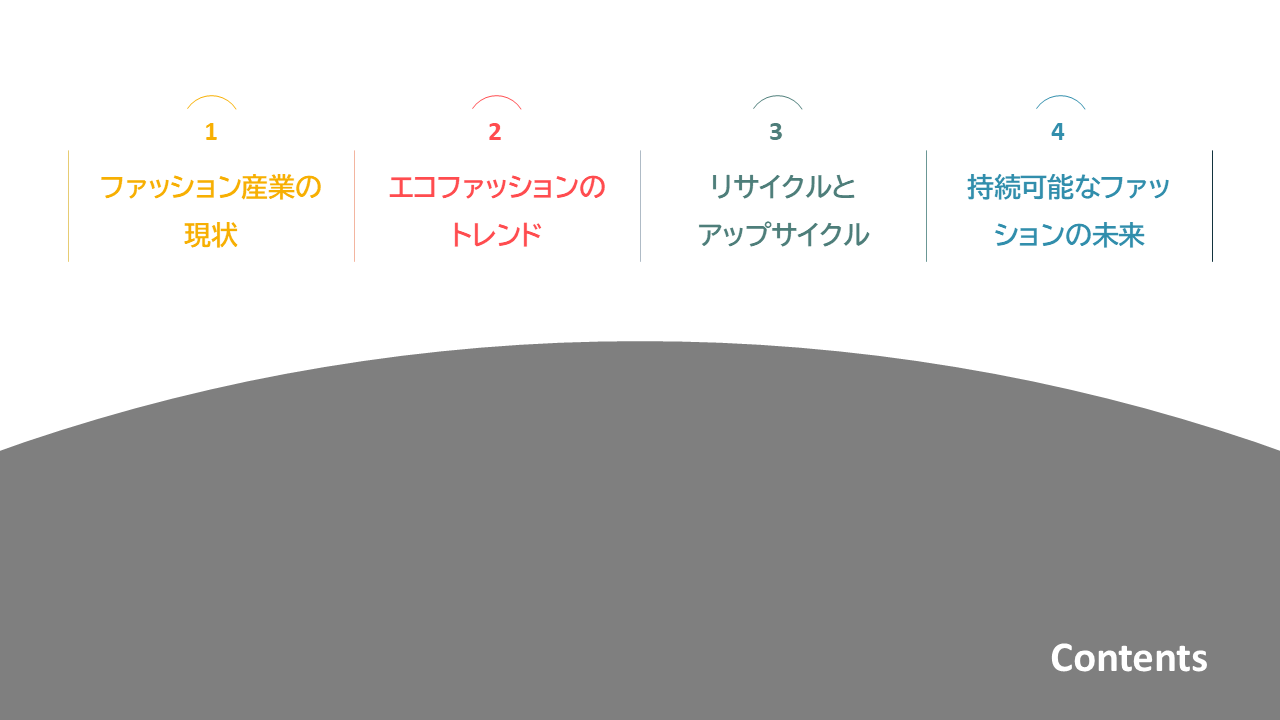 1
ファッション産業の
現状
2
エコファッションの
トレンド
3
リサイクルと
アップサイクル
4
持続可能なファッ
ションの未来
Contents